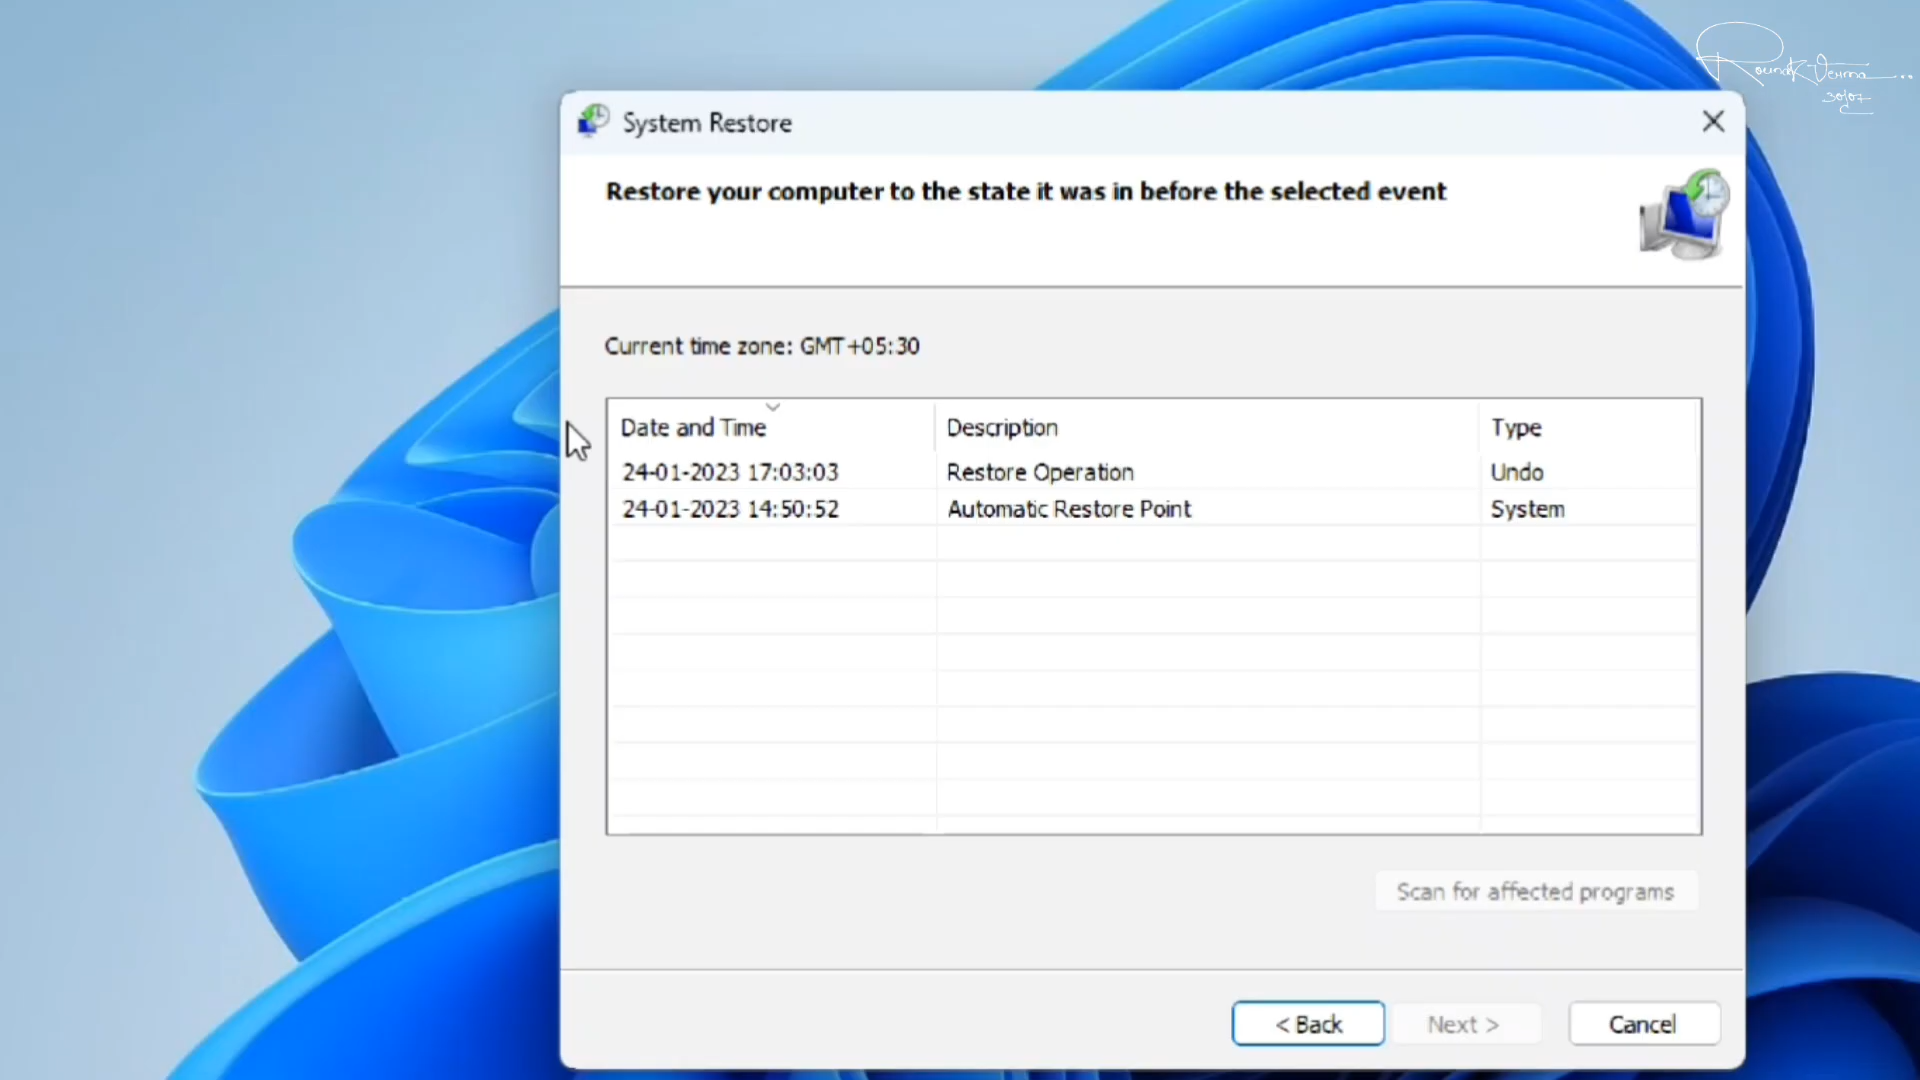 Rounak Verma...
System Restore
Restore your computer to the state it was in before the selected event
Current time zone: GMT+05:30
Date and Time Description Type
24-01-2023 17:03:03 Restore Operation Undo
24-01-2023 14:50:52 Automatic Restore Point System
Scan for affected programs
< Back Next > Cancel